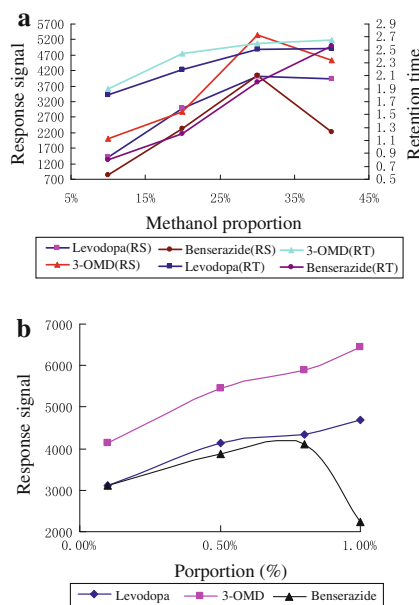 a
5700
5200
4700
4200
3700
3200
2700
2200
1700
1200
700
Response signal
2.9
2.7
2.5
2.3
2.1
1.9
1.7
1.5
1.3
1.1
0.9
0.7
0.5
Retention time
5% 15% 25% 35% 45%
Methanol proportion
Levodopa(RS) Benserazide(RS) 3-OMD(RT)
3-OMD(RS) Levodopa(RT) Benserazide(RT)
b
7000
6000
5000
4000
3000
2000
Response signal
0.00% 0.50% 1.00%
Porportion (%)
Levodopa 3-OMD Benserazide